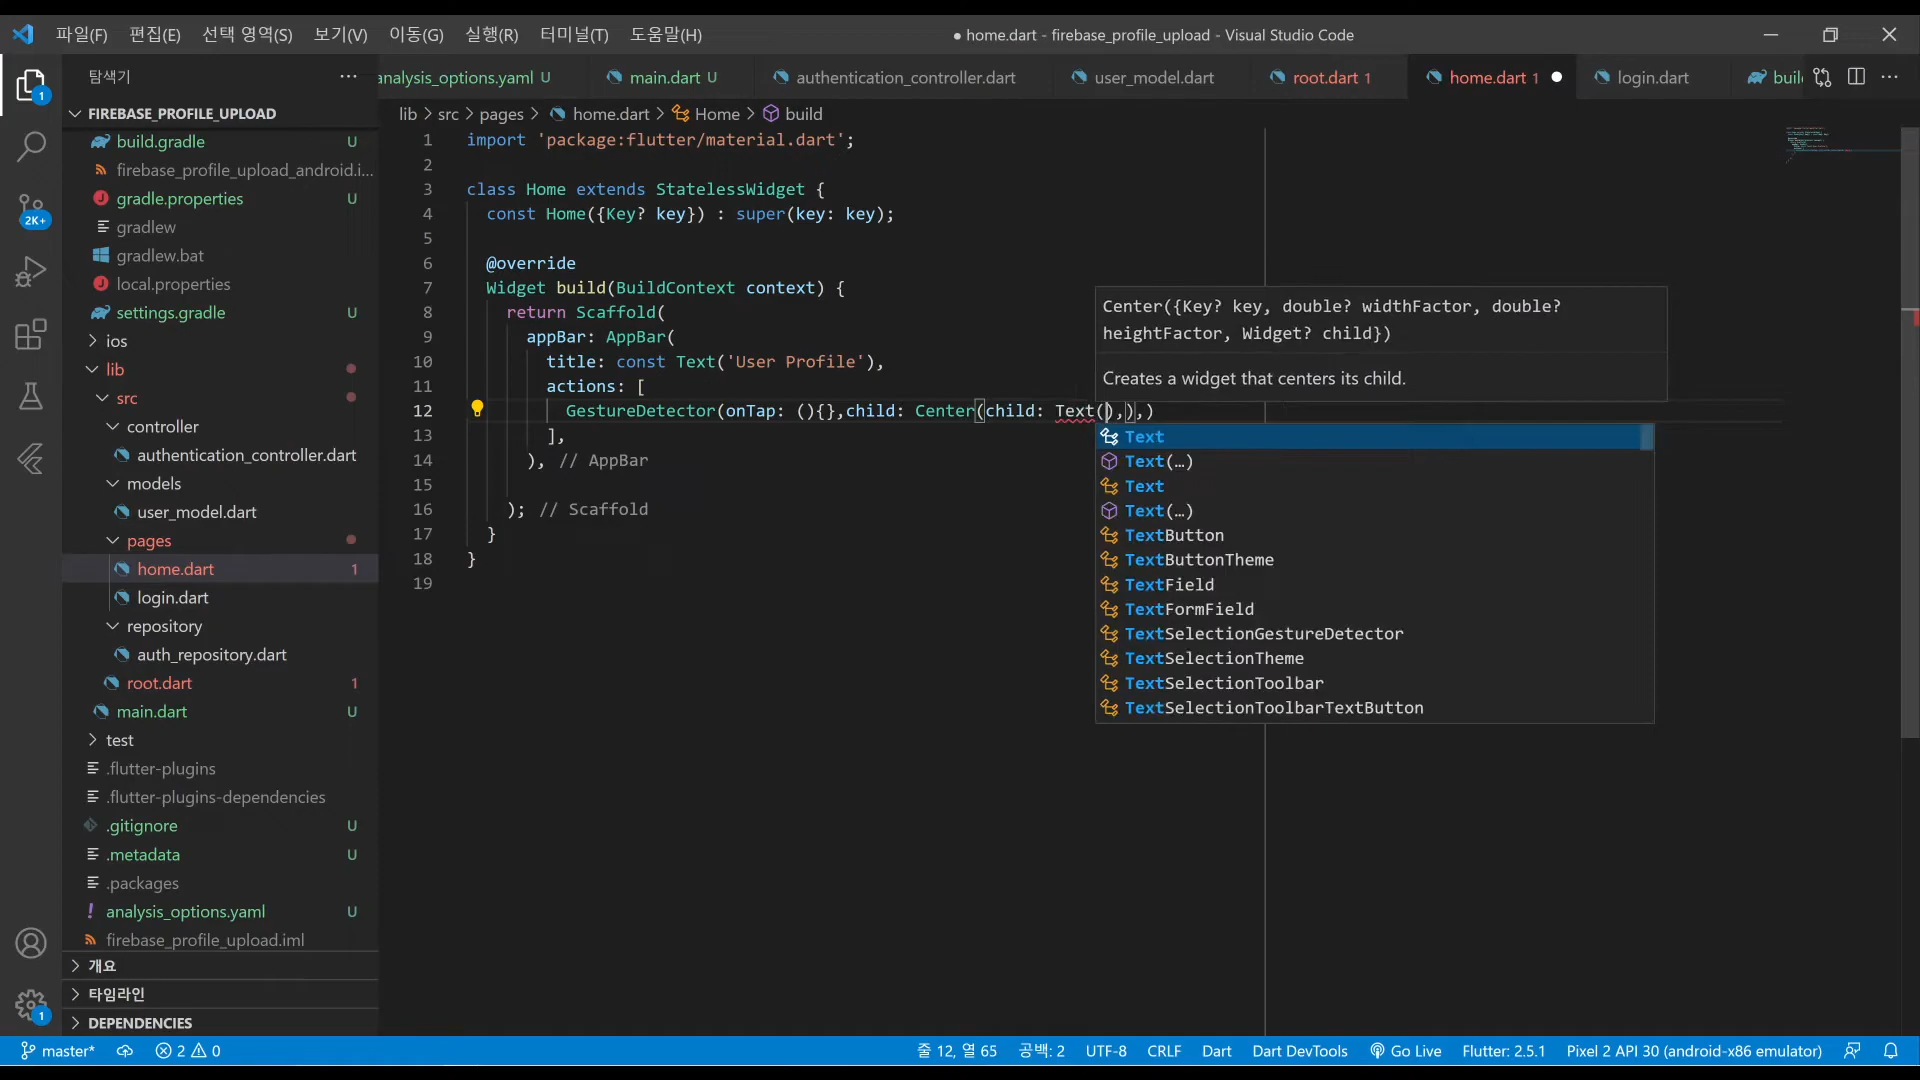 파일(F) 편집(E) 선택 영역(S) 보기(V) 이동(G) 실행(R) 터미널(T) 도움말(H)
● home.dart - firebase_profile_upload - Visual Studio Code
탐색기
analysis_options.yaml U main.dart U authentication_controller.dart user_model.dart root.dart 1 home.dart 1 login.dart buil
FIREBASE_PROFILE_UPLOAD
build.gradle U
firebase_profile_upload_android.i...
gradle.properties U
gradlew
gradlew.bat
local.properties
settings.gradle U
ios
lib
src
controller
authentication_controller.dart
models
user_model.dart
pages
home.dart 1
login.dart
repository
auth_repository.dart
root.dart 1
main.dart U
test
.flutter-plugins
.flutter-plugins-dependencies
.gitignore U
.metadata U
.packages
analysis_options.yaml U
firebase_profile_upload.iml
개요
타임라인
DEPENDENCIES
1
2K+
1
lib > src > pages > home.dart > Home > build
1 import 'package:flutter/material.dart';
2
3 class Home extends StatelessWidget {
4 const Home({Key? key}) : super(key: key);
5
6 @override
7 Widget build(BuildContext context) {
8 return Scaffold(
9 appBar: AppBar(
10 title: const Text('User Profile'),
11 actions: [
12 GestureDetector(onTap: (){},child: Center(child: Text(),),)
13 ],
14 ), // AppBar
15
16 ); // Scaffold
17 }
18 }
19
Center({Key? key, double? widthFactor, double?
heightFactor, Widget? child})
Creates a widget that centers its child.
Text
Text(…)
Text
Text(…)
TextButton
TextButtonTheme
TextField
TextFormField
TextSelectionGestureDetector
TextSelectionTheme
TextSelectionToolbar
TextSelectionToolbarTextButton
master* 2 0 줄 12, 열 65 공백: 2 UTF-8 CRLF Dart Dart DevTools Go Live Flutter: 2.5.1 Pixel 2 API 30 (android-x86 emulator)